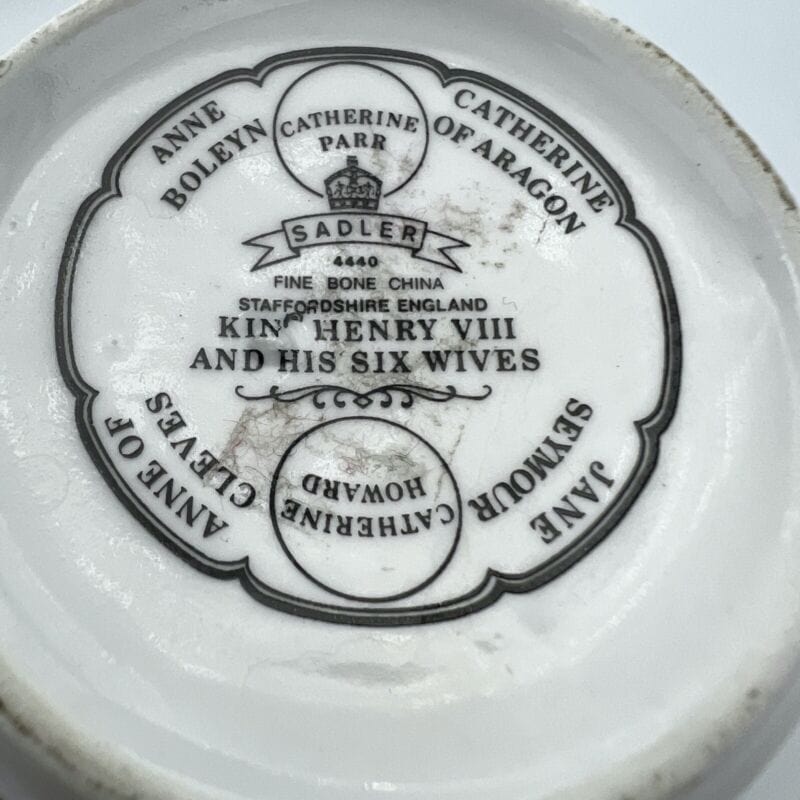 ANNE
BOLEYN
CATHERINE
PARR
CATHERINE
OF ARAGON
SADLER
4440
FINE BONE CHINA
STAFFORDSHIRE ENGLAND
KING HENRY VIII
AND HIS SIX WIVES
ANNE OF
CLEVES
CATHERINE
HOWARD
JANE
SEYMOUR